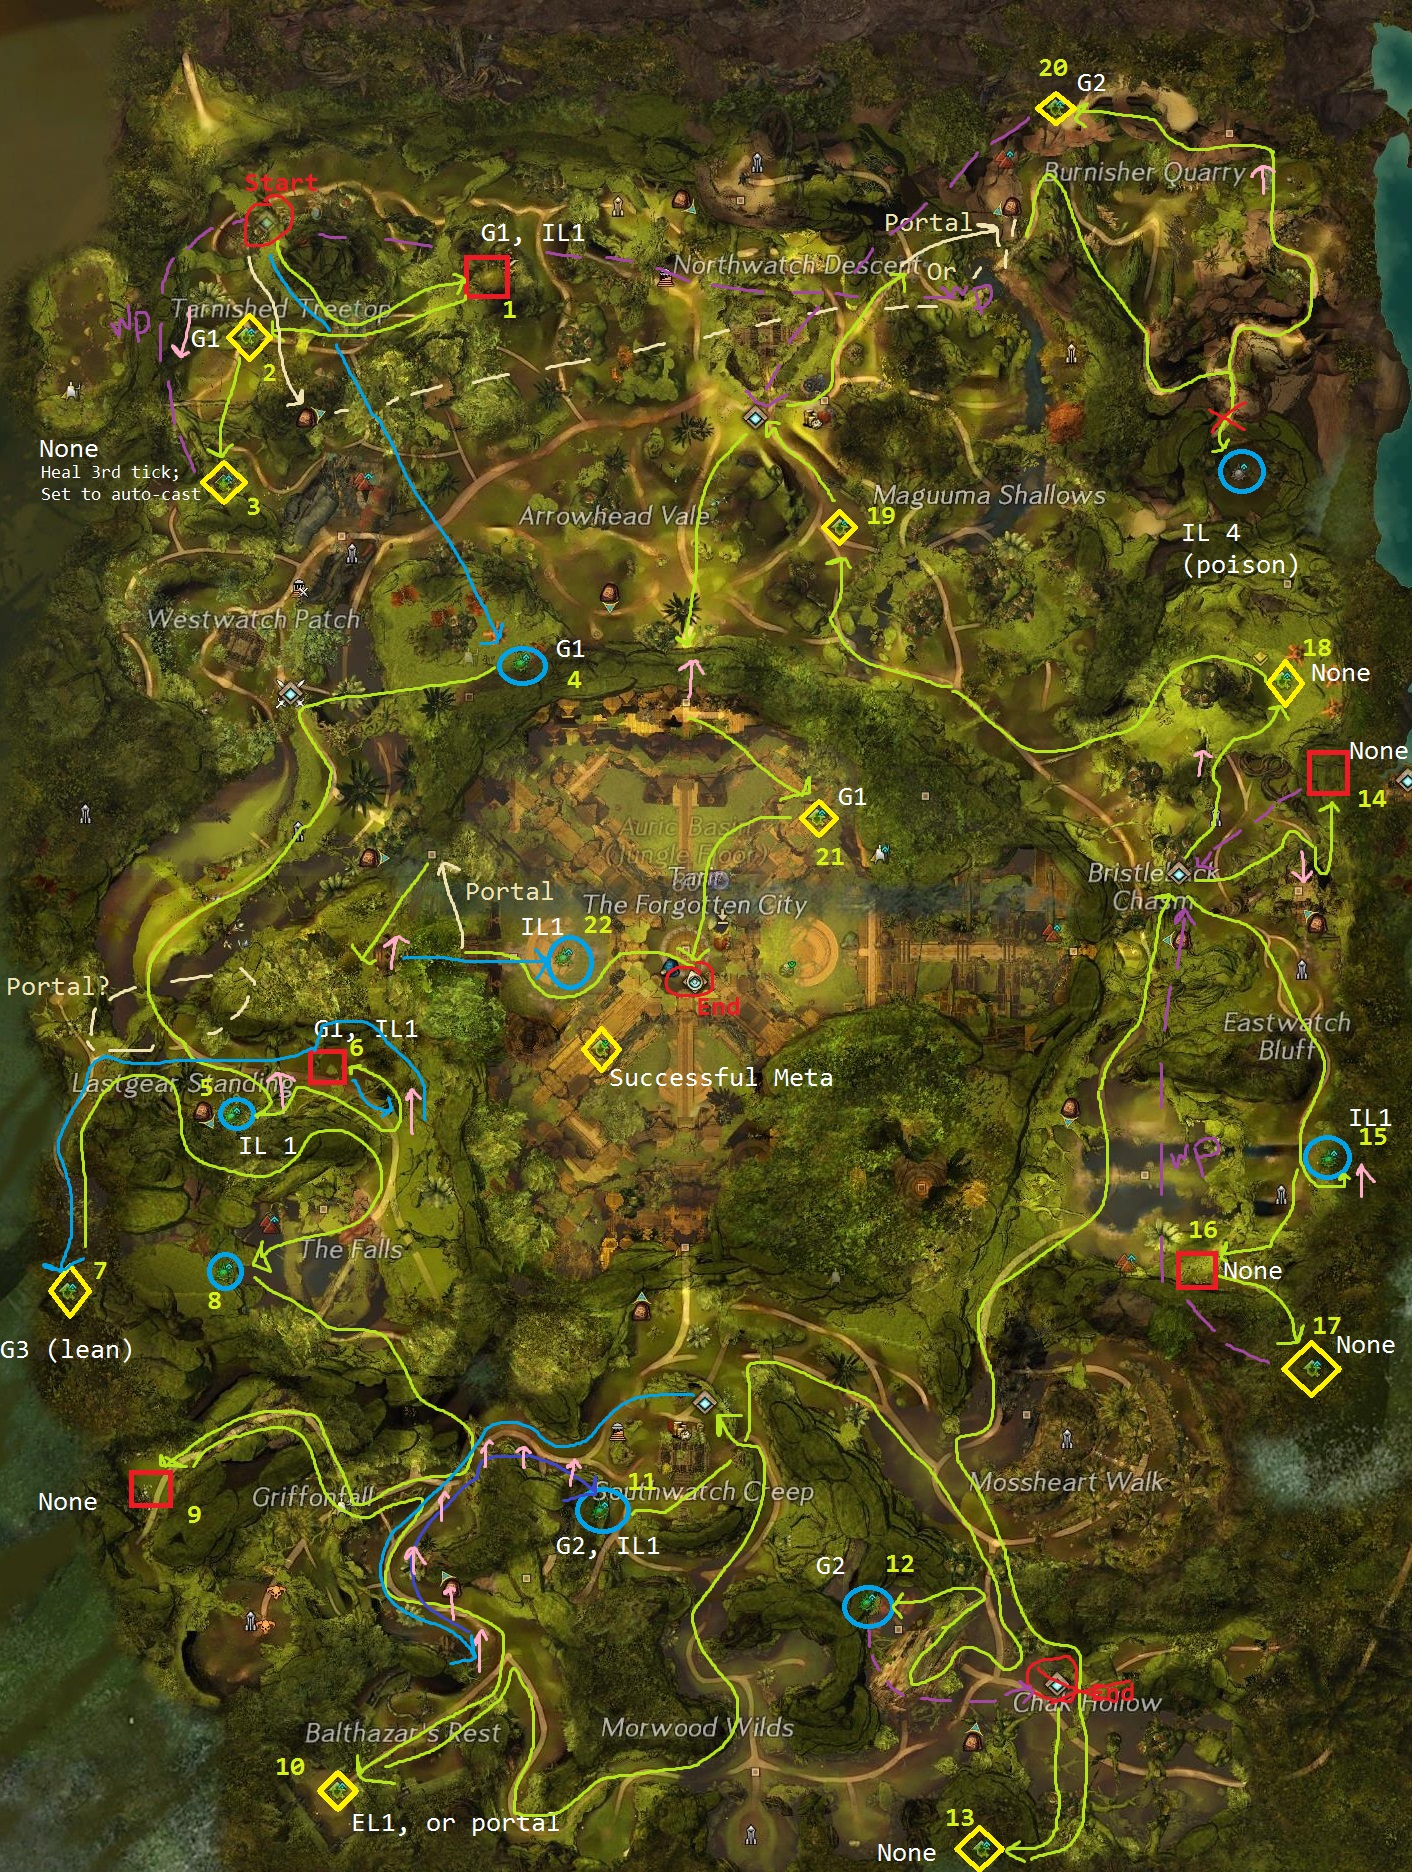 20
G2
Burnisher Quarry
Start
G1, IL1
Portal
Northwatch Descent
Or
WP
1
Tarnished Treetop
WP
G1
2
None
Heal 3rd tick;
Set to auto-cast
3
Arrowhead Vale
19
Maguuma Shallows
IL 4
(poison)
Westwatch Patch
G1
4
18
None
None
14
G1
21
Auric Basin
(Jungle Floor)
Tarir
The Forgotten City
Bristleback
Chasm
Portal
IL1
22
End
Portal?
G1, IL1
6
Lastgear Standing
5
IL 1
Successful Meta
Eastwatch
Bluff
IL1
15
WP
16
None
The Falls
7
8
G3 (lean)
17
None
None
9
Griffonfall
11
Southwatch Creep
G2, IL1
Mossheart Walk
G2
12
End
Chak Hollow
Balthazar's Rest
Morwood Wilds
10
EL1, or portal
13
None